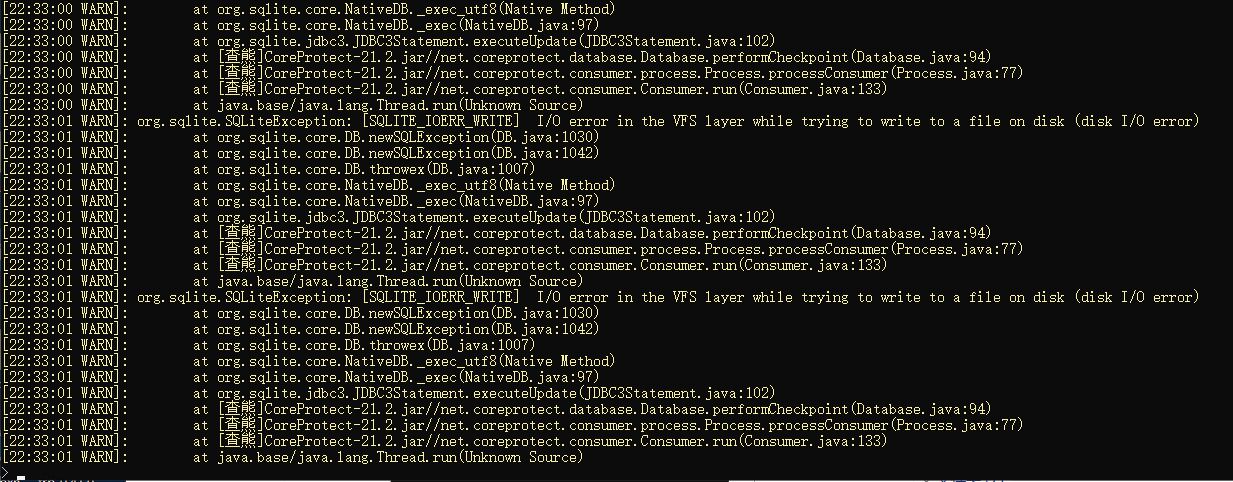 [22:33:00 WARN]: at org.sqlite.core.NativeDB._exec_utf8(Native Method)
[22:33:00 WARN]: at org.sqlite.core.NativeDB._exec(NativeDB.java:97)
[22:33:00 WARN]: at org.sqlite.jdbc3.JDBC3Statement.executeUpdate(JDBC3Statement.java:102)
[22:33:00 WARN]: at [查熊]CoreProtect-21.2.jar//net.coreprotect.database.Database.performCheckpoint(Database.java:94)
[22:33:00 WARN]: at [查熊]CoreProtect-21.2.jar//net.coreprotect.consumer.process.Process.processConsumer(Process.java:77)
[22:33:00 WARN]: at [查熊]CoreProtect-21.2.jar//net.coreprotect.consumer.Consumer.run(Consumer.java:133)
[22:33:00 WARN]: at java.base/java.lang.Thread.run(Unknown Source)
[22:33:01 WARN]: org.sqlite.SQLiteException: [SQLITE_IOERR_WRITE]  I/O error in the VFS layer while trying to write to a file on disk (disk I/O error)
[22:33:01 WARN]: at org.sqlite.core.DB.newSQLException(DB.java:1030)
[22:33:01 WARN]: at org.sqlite.core.DB.newSQLException(DB.java:1042)
[22:33:01 WARN]: at org.sqlite.core.DB.throwex(DB.java:1007)
[22:33:01 WARN]: at org.sqlite.core.NativeDB._exec_utf8(Native Method)
[22:33:01 WARN]: at org.sqlite.core.NativeDB._exec(NativeDB.java:97)
[22:33:01 WARN]: at org.sqlite.jdbc3.JDBC3Statement.executeUpdate(JDBC3Statement.java:102)
[22:33:01 WARN]: at [查熊]CoreProtect-21.2.jar//net.coreprotect.database.Database.performCheckpoint(Database.java:94)
[22:33:01 WARN]: at [查熊]CoreProtect-21.2.jar//net.coreprotect.consumer.process.Process.processConsumer(Process.java:77)
[22:33:01 WARN]: at [查熊]CoreProtect-21.2.jar//net.coreprotect.consumer.Consumer.run(Consumer.java:133)
[22:33:01 WARN]: at java.base/java.lang.Thread.run(Unknown Source)
[22:33:01 WARN]: org.sqlite.SQLiteException: [SQLITE_IOERR_WRITE]  I/O error in the VFS layer while trying to write to a file on disk (disk I/O error)
[22:33:01 WARN]: at org.sqlite.core.DB.newSQLException(DB.java:1030)
[22:33:01 WARN]: at org.sqlite.core.DB.newSQLException(DB.java:1042)
[22:33:01 WARN]: at org.sqlite.core.DB.throwex(DB.java:1007)
[22:33:01 WARN]: at org.sqlite.core.NativeDB._exec_utf8(Native Method)
[22:33:01 WARN]: at org.sqlite.core.NativeDB._exec(NativeDB.java:97)
[22:33:01 WARN]: at org.sqlite.jdbc3.JDBC3Statement.executeUpdate(JDBC3Statement.java:102)
[22:33:01 WARN]: at [查熊]CoreProtect-21.2.jar//net.coreprotect.database.Database.performCheckpoint(Database.java:94)
[22:33:01 WARN]: at [查熊]CoreProtect-21.2.jar//net.coreprotect.consumer.process.Process.processConsumer(Process.java:77)
[22:33:01 WARN]: at [查熊]CoreProtect-21.2.jar//net.coreprotect.consumer.Consumer.run(Consumer.java:133)
[22:33:01 WARN]: at java.base/java.lang.Thread.run(Unknown Source)
>